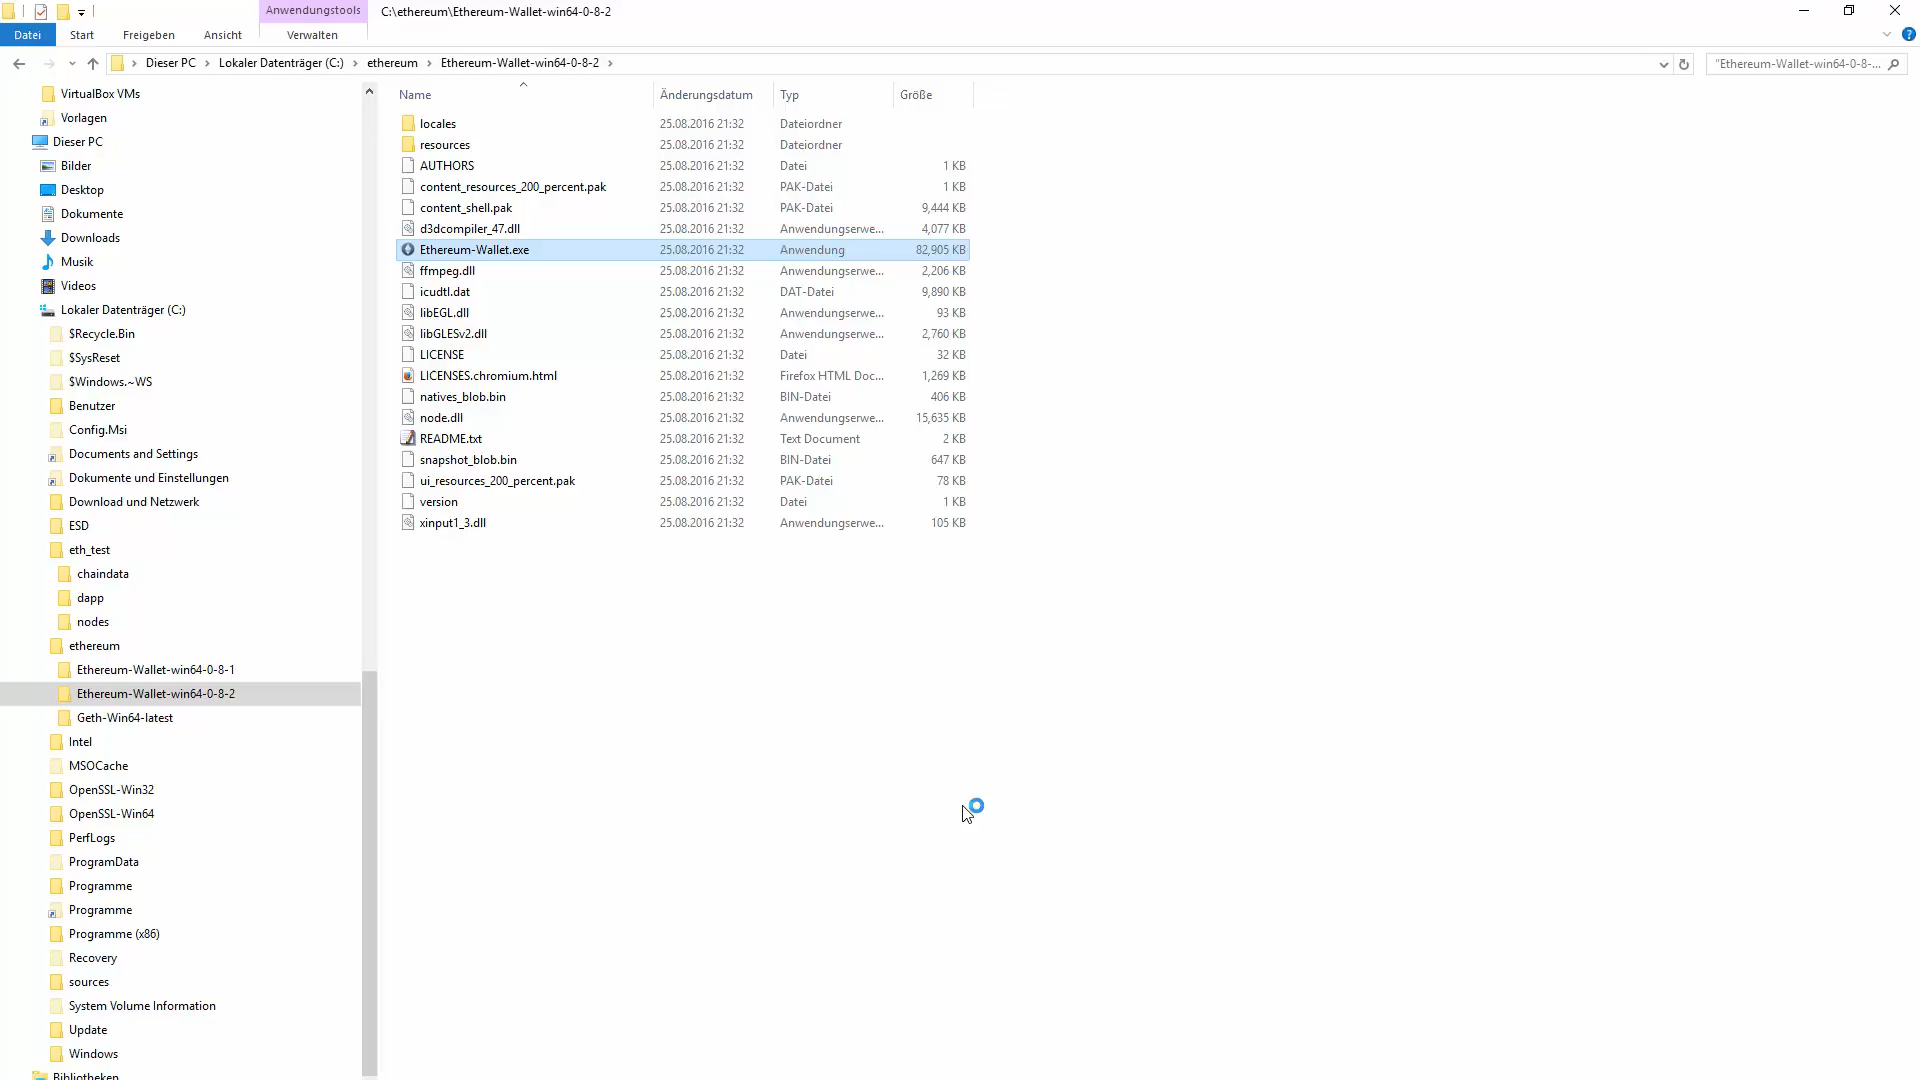 Anwendungstools
C:\ethereum\Ethereum-Wallet-win64-0-8-2
Datei
Start
Freigeben
Ansicht
Verwalten
Dieser PC
Lokaler Datenträger (C:)
ethereum
Ethereum-Wallet-win64-0-8-2
"Ethereum-Wallet-win64-0-8-...
VirtualBox VMs
Vorlagen
Dieser PC
Bilder
Desktop
Dokumente
Downloads
Musik
Videos
Lokaler Datenträger (C:)
$Recycle.Bin
$SysReset
$Windows.~WS
Benutzer
Config.Msi
Documents and Settings
Dokumente und Einstellungen
Download und Netzwerk
ESD
eth_test
chaindata
dapp
nodes
ethereum
Ethereum-Wallet-win64-0-8-1
Ethereum-Wallet-win64-0-8-2
Geth-Win64-latest
Intel
MSOCache
OpenSSL-Win32
OpenSSL-Win64
PerfLogs
ProgramData
Programme
Programme
Programme (x86)
Recovery
sources
System Volume Information
Update
Windows
Bibliotheken
Name Änderungsdatum Typ Größe
locales 25.08.2016 21:32 Dateiordner
resources 25.08.2016 21:32 Dateiordner
AUTHORS 25.08.2016 21:32 Datei 1 KB
content_resources_200_percent.pak 25.08.2016 21:32 PAK-Datei 1 KB
content_shell.pak 25.08.2016 21:32 PAK-Datei 9,444 KB
d3dcompiler_47.dll 25.08.2016 21:32 Anwendungserwe... 4,077 KB
Ethereum-Wallet.exe 25.08.2016 21:32 Anwendung 82,905 KB
ffmpeg.dll 25.08.2016 21:32 Anwendungserwe... 2,206 KB
icudtl.dat 25.08.2016 21:32 DAT-Datei 9,890 KB
libEGL.dll 25.08.2016 21:32 Anwendungserwe... 93 KB
libGLESv2.dll 25.08.2016 21:32 Anwendungserwe... 2,760 KB
LICENSE 25.08.2016 21:32 Datei 32 KB
LICENSES.chromium.html 25.08.2016 21:32 Firefox HTML Doc... 1,269 KB
natives_blob.bin 25.08.2016 21:32 BIN-Datei 406 KB
node.dll 25.08.2016 21:32 Anwendungserwe... 15,635 KB
README.txt 25.08.2016 21:32 Text Document 2 KB
snapshot_blob.bin 25.08.2016 21:32 BIN-Datei 647 KB
ui_resources_200_percent.pak 25.08.2016 21:32 PAK-Datei 78 KB
version 25.08.2016 21:32 Datei 1 KB
xinput1_3.dll 25.08.2016 21:32 Anwendungserwe... 105 KB